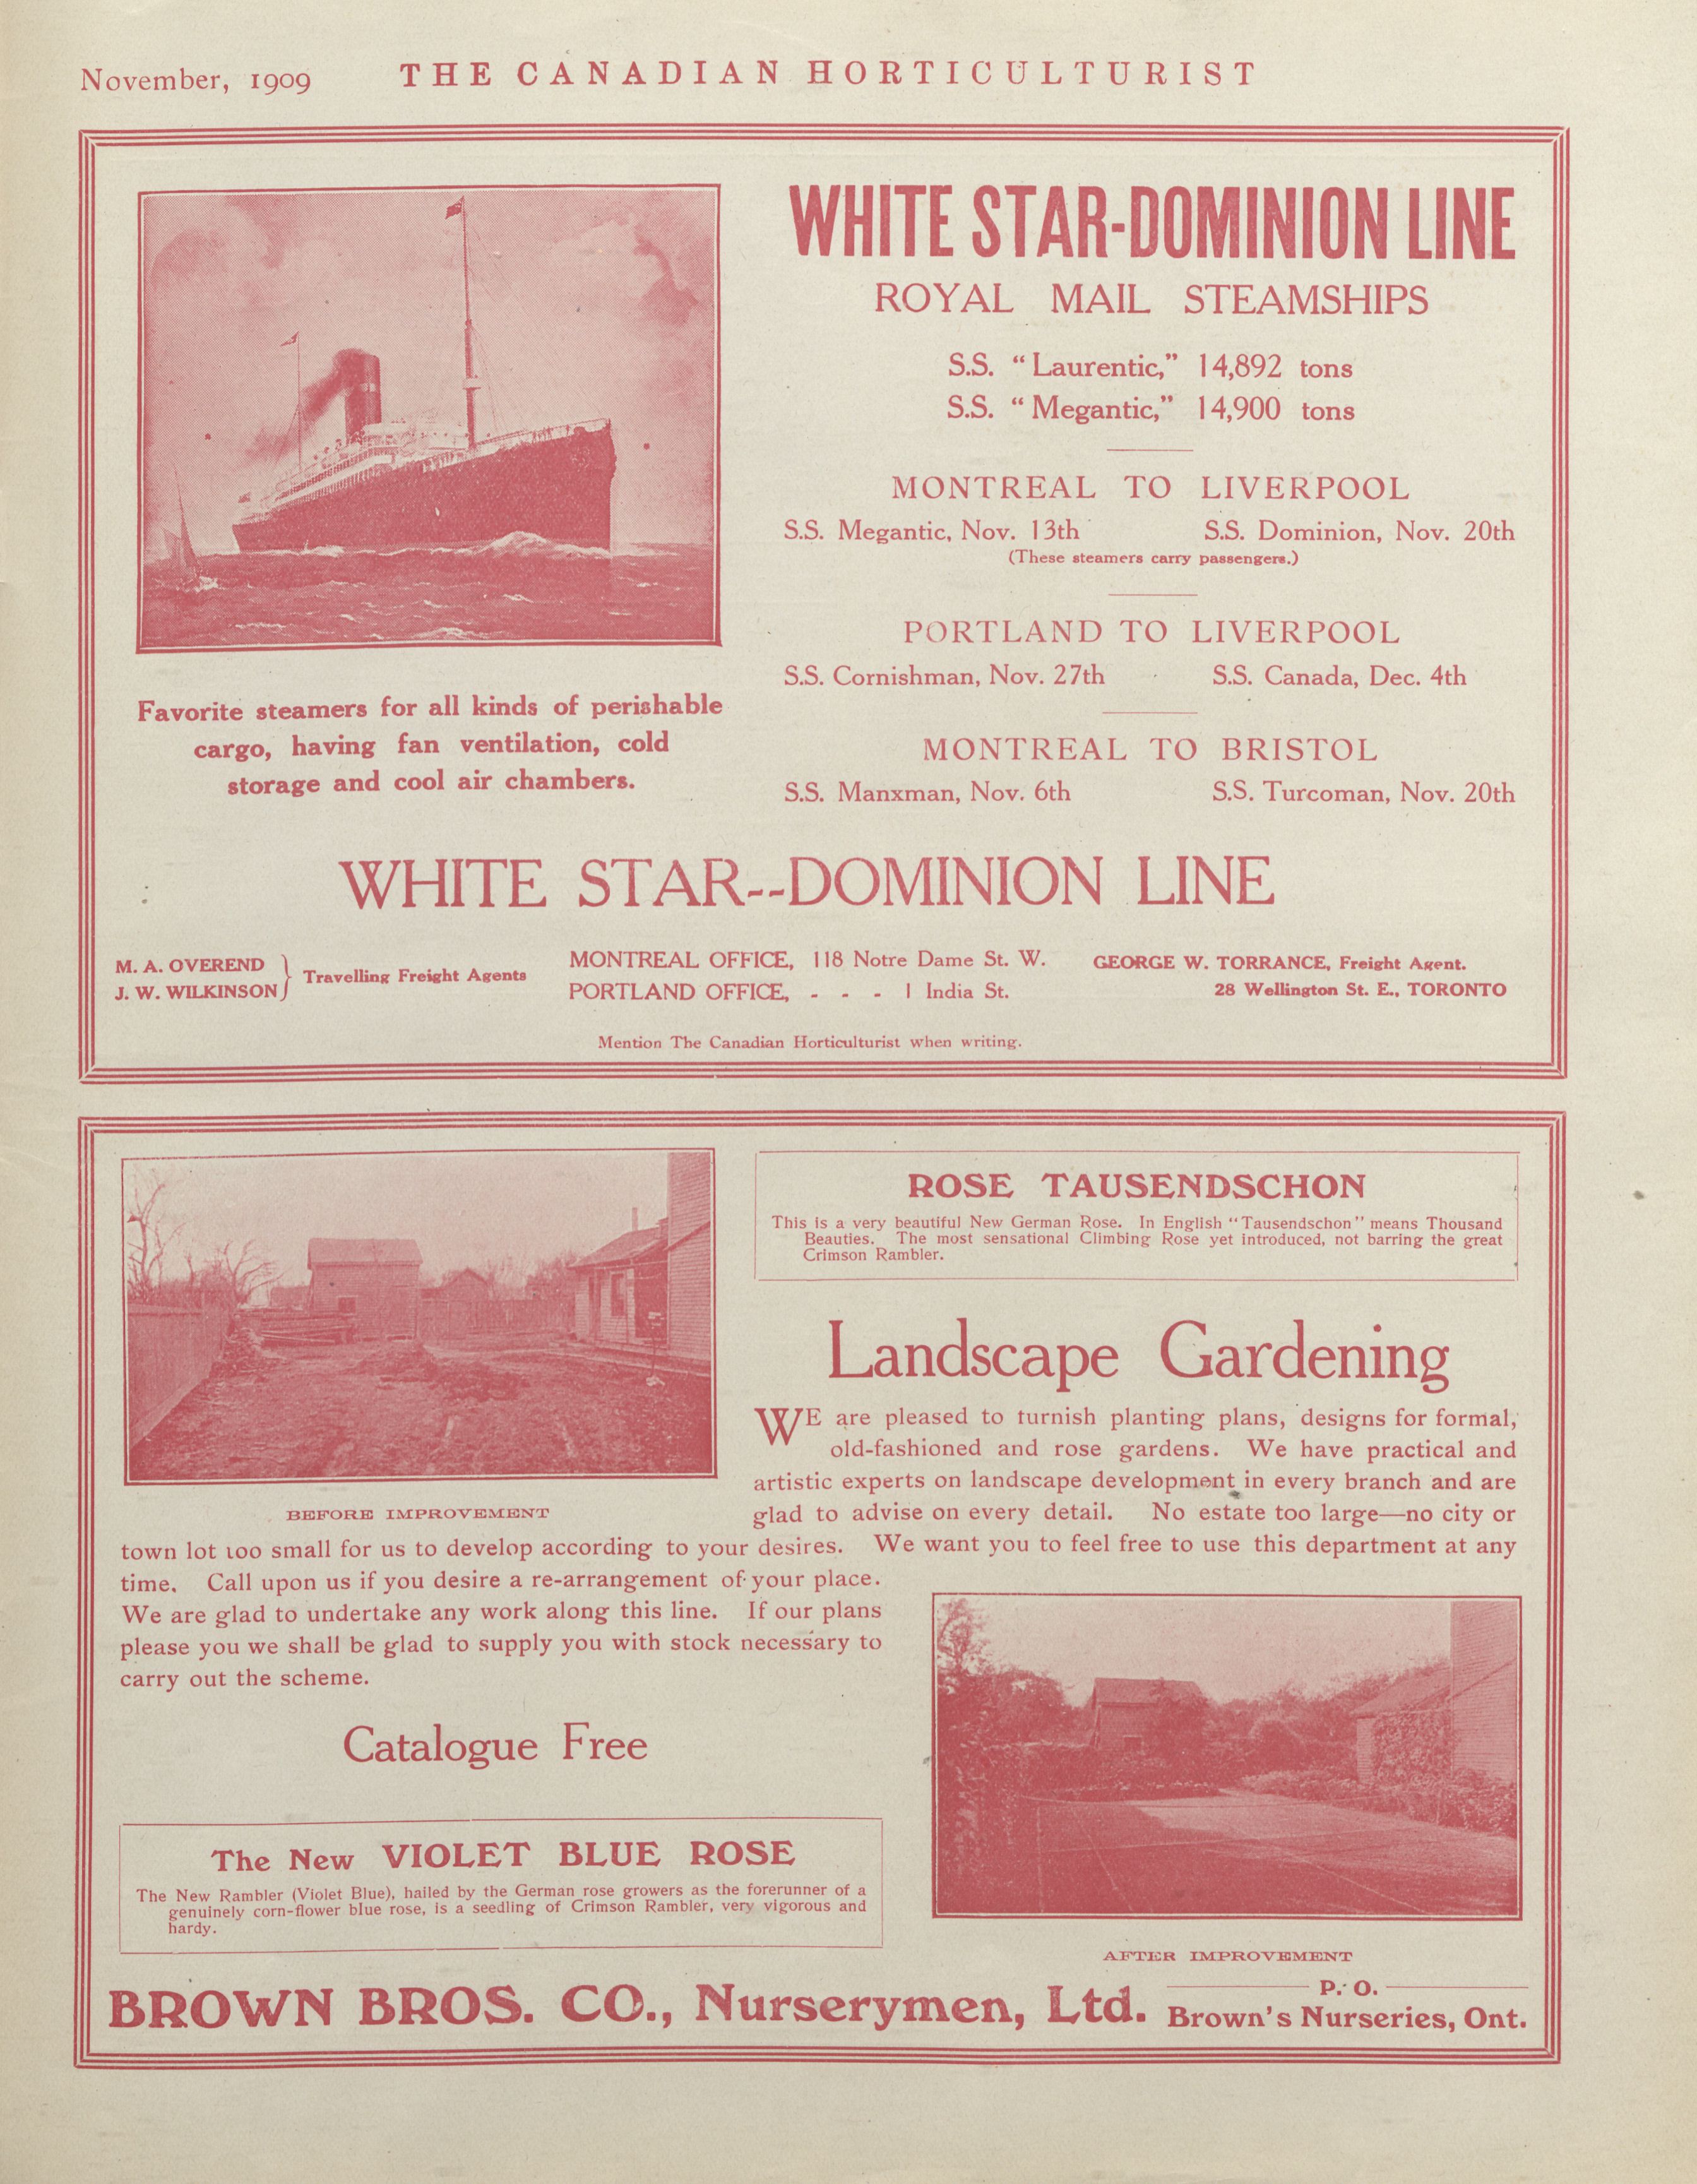 November, 1909
THE CANADIAN HORTICULTURIST
WHITE STAR-DOMINION LINE
ROYAL MAIL STEAMSHIPS
S.S. "Laurentic," 14,892 tons
S.S. "Megantic," 14,900 tons
MONTREAL TO LIVERPOOL
S.S. Megantic, Nov. 13th S.S. Dominion, Nov. 20th
(These steamers carry passengers.)
PORTLAND TO LIVERPOOL
S.S. Cornishman, Nov. 27th S.S. Canada, Dec. 4th
MONTREAL TO BRISTOL
S.S. Manxman, Nov. 6th S.S. Turcoman, Nov. 20th
Favorite steamers for all kinds of perishable
cargo, having fan ventilation, cold
storage and cool air chambers.
WHITE STAR--DOMINION LINE
M. A. OVEREND
J. W. WILKINSON
} Travelling Freight Agents
MONTREAL OFFICE, 118 Notre Dame St. W.
PORTLAND OFFICE, - - - 1 India St.
GEORGE W. TORRANCE, Freight Agent.
28 Wellington St. E., TORONTO
Mention The Canadian Horticulturist when writing.
ROSE TAUSENDSCHON
This is a very beautiful New German Rose. In English "Tausendschon" means Thousand
Beauties. The most sensational Climbing Rose yet introduced, not barring the great
Crimson Rambler.
BEFORE IMPROVEMENT
Landscape Gardening
WE are pleased to turnish planting plans, designs for formal,
old-fashioned and rose gardens. We have practical and
artistic experts on landscape development in every branch and are
glad to advise on every detail. No estate too large—no city or
town lot too small for us to develop according to your desires. We want you to feel free to use this department at any
time. Call upon us if you desire a re-arrangement of your place.
We are glad to undertake any work along this line. If our plans
please you we shall be glad to supply you with stock necessary to
carry out the scheme.
Catalogue Free
The New VIOLET BLUE ROSE
The New Rambler (Violet Blue), hailed by the German rose growers as the forerunner of a
genuinely corn-flower blue rose, is a seedling of Crimson Rambler, very vigorous and
hardy.
AFTER IMPROVEMENT
BROWN BROS. CO., Nurserymen, Ltd.
P. O.
Brown's Nurseries, Ont.